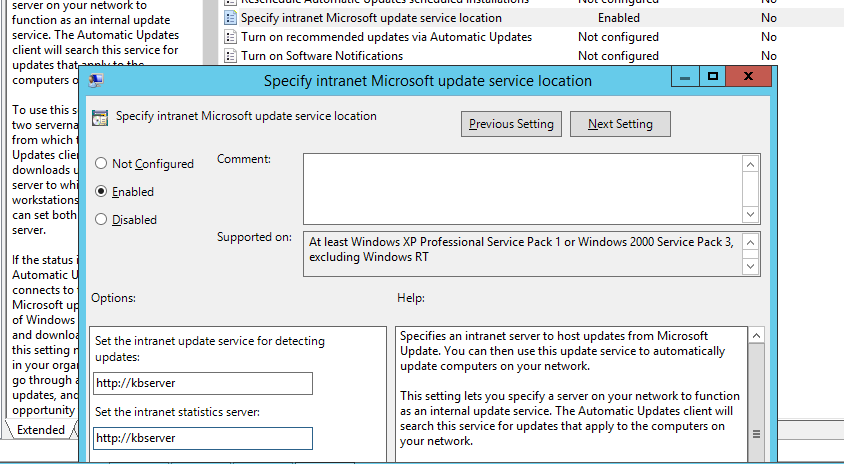 server on your network to
function as an internal update
service. The Automatic Updates
client will search this service for
updates that apply to the
computers o
To use this s
two serverna
from which t
Updates clie
downloads u
server to whi
workstations
can set both
server.
If the status i
Automatic U
connects to
Microsoft up
of Windows
and downloa
this setting n
in your organ
go through a
updates, and
opportunity
Extended
Reschedule Automatic Updates scheduled installations Not configured No
Specify intranet Microsoft update service location Enabled No
Turn on recommended updates via Automatic Updates Not configured No
Turn on Software Notifications Not configured No
Specify intranet Microsoft update service location
Specify intranet Microsoft update service location
Previous Setting Next Setting
Not Configured
Enabled
Disabled
Comment:
Supported on:
At least Windows XP Professional Service Pack 1 or Windows 2000 Service Pack 3,
excluding Windows RT
Options:
Help:
Set the intranet update service for detecting
updates:
http://kbserver
Set the intranet statistics server:
http://kbserver
Specifies an intranet server to host updates from Microsoft
Update. You can then use this update service to automatically
update computers on your network.
This setting lets you specify a server on your network to function
as an internal update service. The Automatic Updates client will
search this service for updates that apply to the computers on
your network.